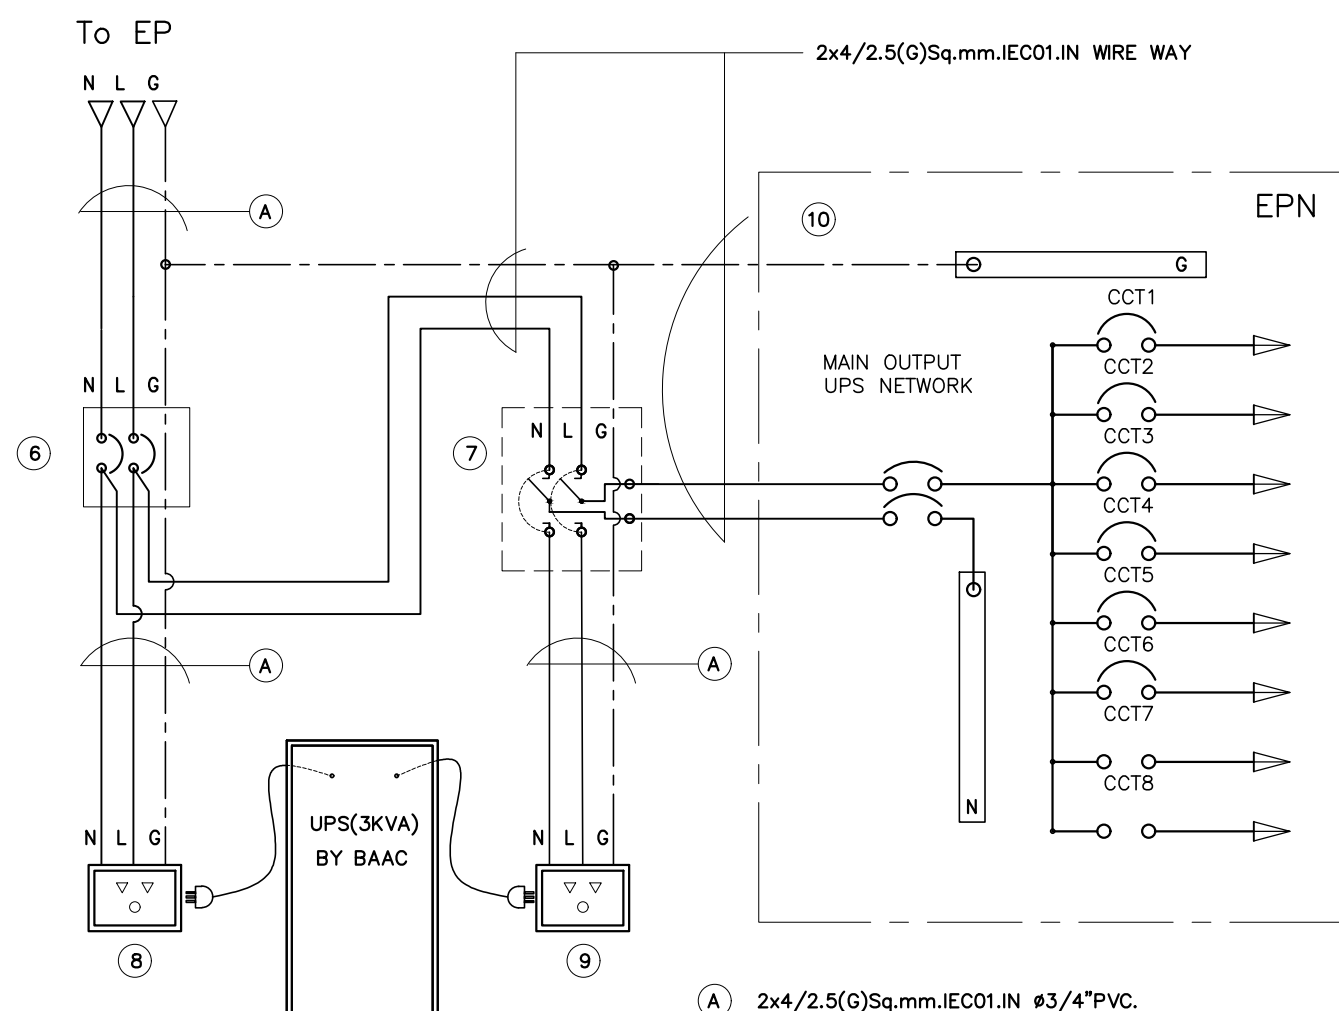 To EP
2x4/2.5(G)Sq.mm.IEC01.IN WIRE WAY
N L G
A
10
EPN
G
CCT1
MAIN OUTPUT
UPS NETWORK
CCT2
N L G
CCT3
6
7
N L G
CCT4
CCT5
CCT6
A
A
CCT7
CCT8
N
UPS(3KVA)
BY BAAC
N L G
N L G
8
9
A 2x4/2.5(G)Sq.mm.IEC01.IN ø3/4"PVC.